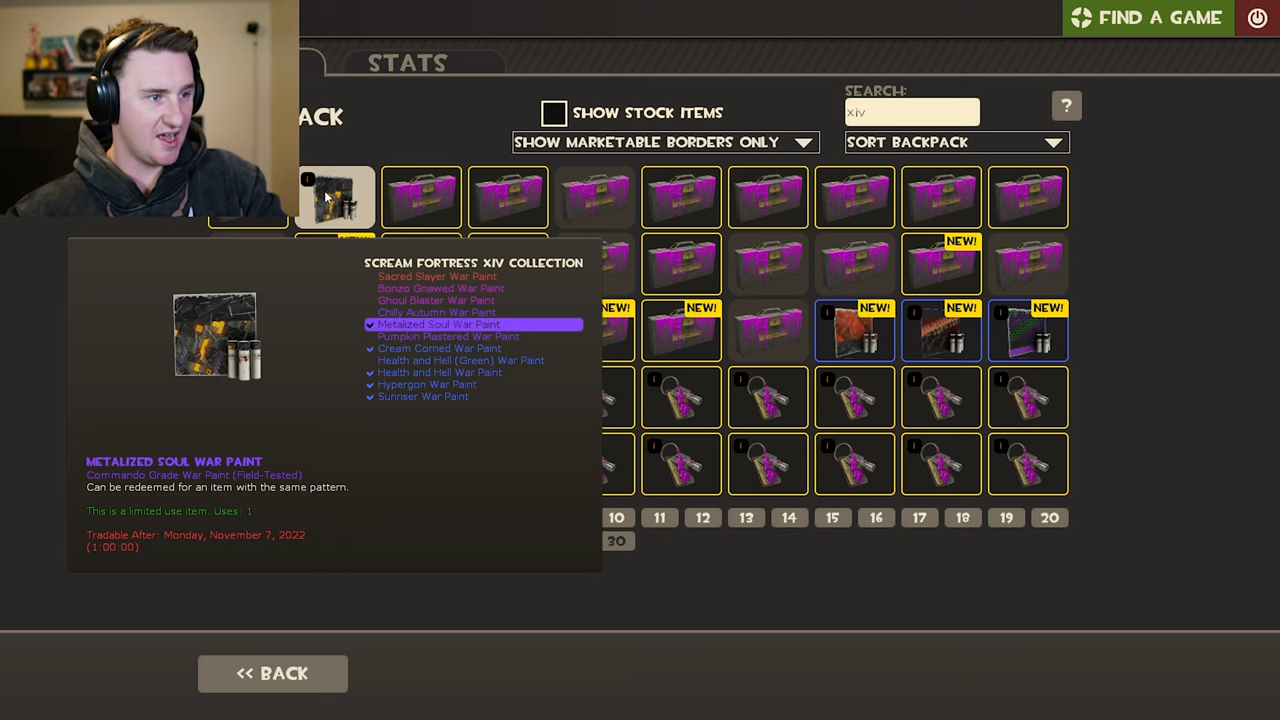 FIND A GAME
STATS
ACK
SHOW STOCK ITEMS
SEARCH:
xiv
?
SHOW MARKETABLE BORDERS ONLY
SORT BACKPACK
NEW!
SCREAM FORTRESS XIV COLLECTION
Sacred Slayer War Paint
Bonzo Gnawed War Paint
Ghoul Blaster War Paint
Chilly Autumn War Paint
Metalized Soul War Paint
Pumpkin Plastered War Paint
Cream Corned War Paint
Health and Hell (Green) War Paint
Health and Hell War Paint
Hypergon War Paint
Sunriser War Paint
NEW!
NEW! NEW! NEW! NEW! NEW!
METALIZED SOUL WAR PAINT
Commando Grade War Paint (Field-Tested)
Can be redeemed for an item with the same pattern.
This is a limited use item. Uses: 1
Tradable After: Monday, November 7, 2022
(1:00:00)
10 11 12 13 14 15 16 17 18 19 20
30
<< BACK